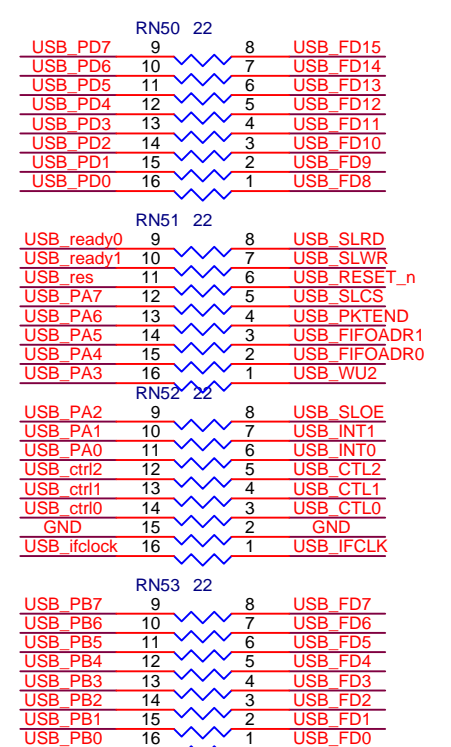 RN50 22
USB_PD7 9 8 USB_FD15
USB_PD6 10 7 USB_FD14
USB_PD5 11 6 USB_FD13
USB_PD4 12 5 USB_FD12
USB_PD3 13 4 USB_FD11
USB_PD2 14 3 USB_FD10
USB_PD1 15 2 USB_FD9
USB_PD0 16 1 USB_FD8
RN51 22
USB_ready0 9 8 USB_SLRD
USB_ready1 10 7 USB_SLWR
USB_res 11 6 USB_RESET_n
USB_PA7 12 5 USB_SLCS
USB_PA6 13 4 USB_PKTEND
USB_PA5 14 3 USB_FIFOADR1
USB_PA4 15 2 USB_FIFOADR0
USB_PA3 16 1 USB_WU2
RN52 22
USB_PA2 9 8 USB_SLOE
USB_PA1 10 7 USB_INT1
USB_PA0 11 6 USB_INT0
USB_ctrl2 12 5 USB_CTL2
USB_ctrl1 13 4 USB_CTL1
USB_ctrl0 14 3 USB_CTL0
GND 15 2 GND
USB_ifclock 16 1 USB_IFCLK
RN53 22
USB_PB7 9 8 USB_FD7
USB_PB6 10 7 USB_FD6
USB_PB5 11 6 USB_FD5
USB_PB4 12 5 USB_FD4
USB_PB3 13 4 USB_FD3
USB_PB2 14 3 USB_FD2
USB_PB1 15 2 USB_FD1
USB_PB0 16 1 USB_FD0